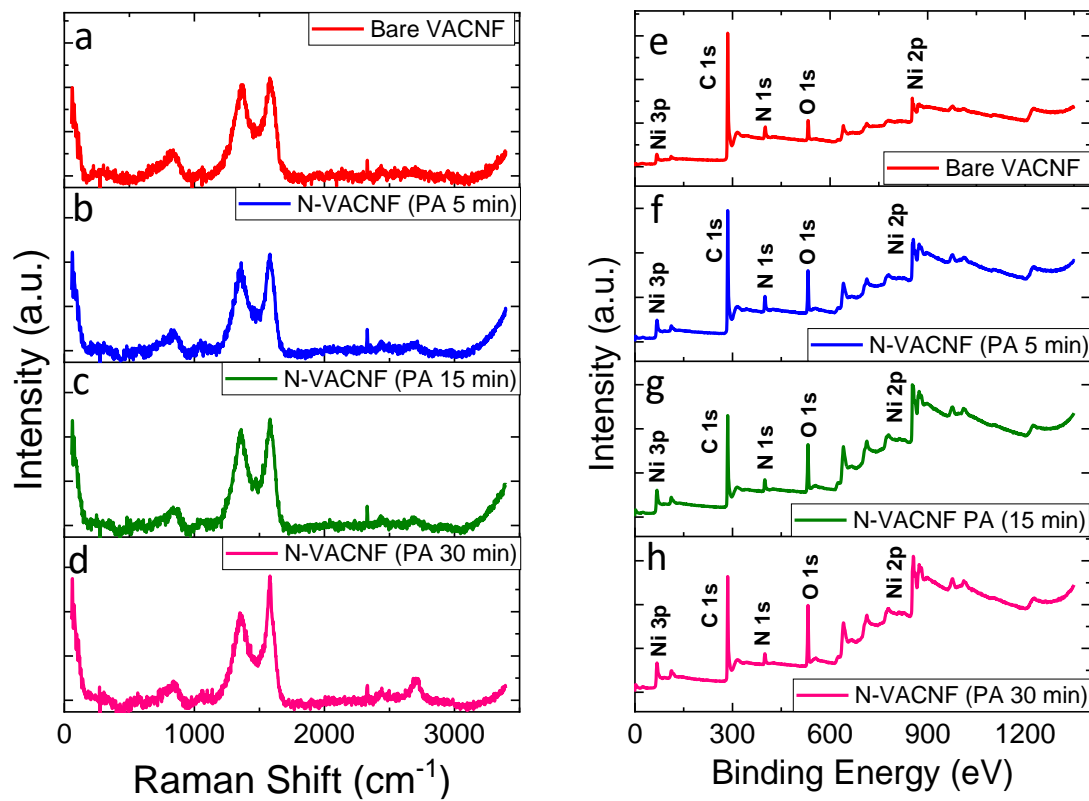 a
Bare VACNF
b
N-VACNF (PA 5 min)
c
N-VACNF (PA 15 min)
d
N-VACNF (PA 30 min)
Intensity (a.u.)
0 1000 2000 3000
Raman Shift (cm⁻¹)
e
Ni 3p
C 1s
N 1s
O 1s
Ni 2p
Bare VACNF
f
Ni 3p
C 1s
N 1s
O 1s
Ni 2p
N-VACNF (PA 5 min)
g
Ni 3p
C 1s
N 1s
O 1s
Ni 2p
N-VACNF PA (15 min)
h
Ni 3p
C 1s
N 1s
O 1s
Ni 2p
N-VACNF (PA 30 min)
Intensity (a.u.)
0 300 600 900 1200
Binding Energy (eV)